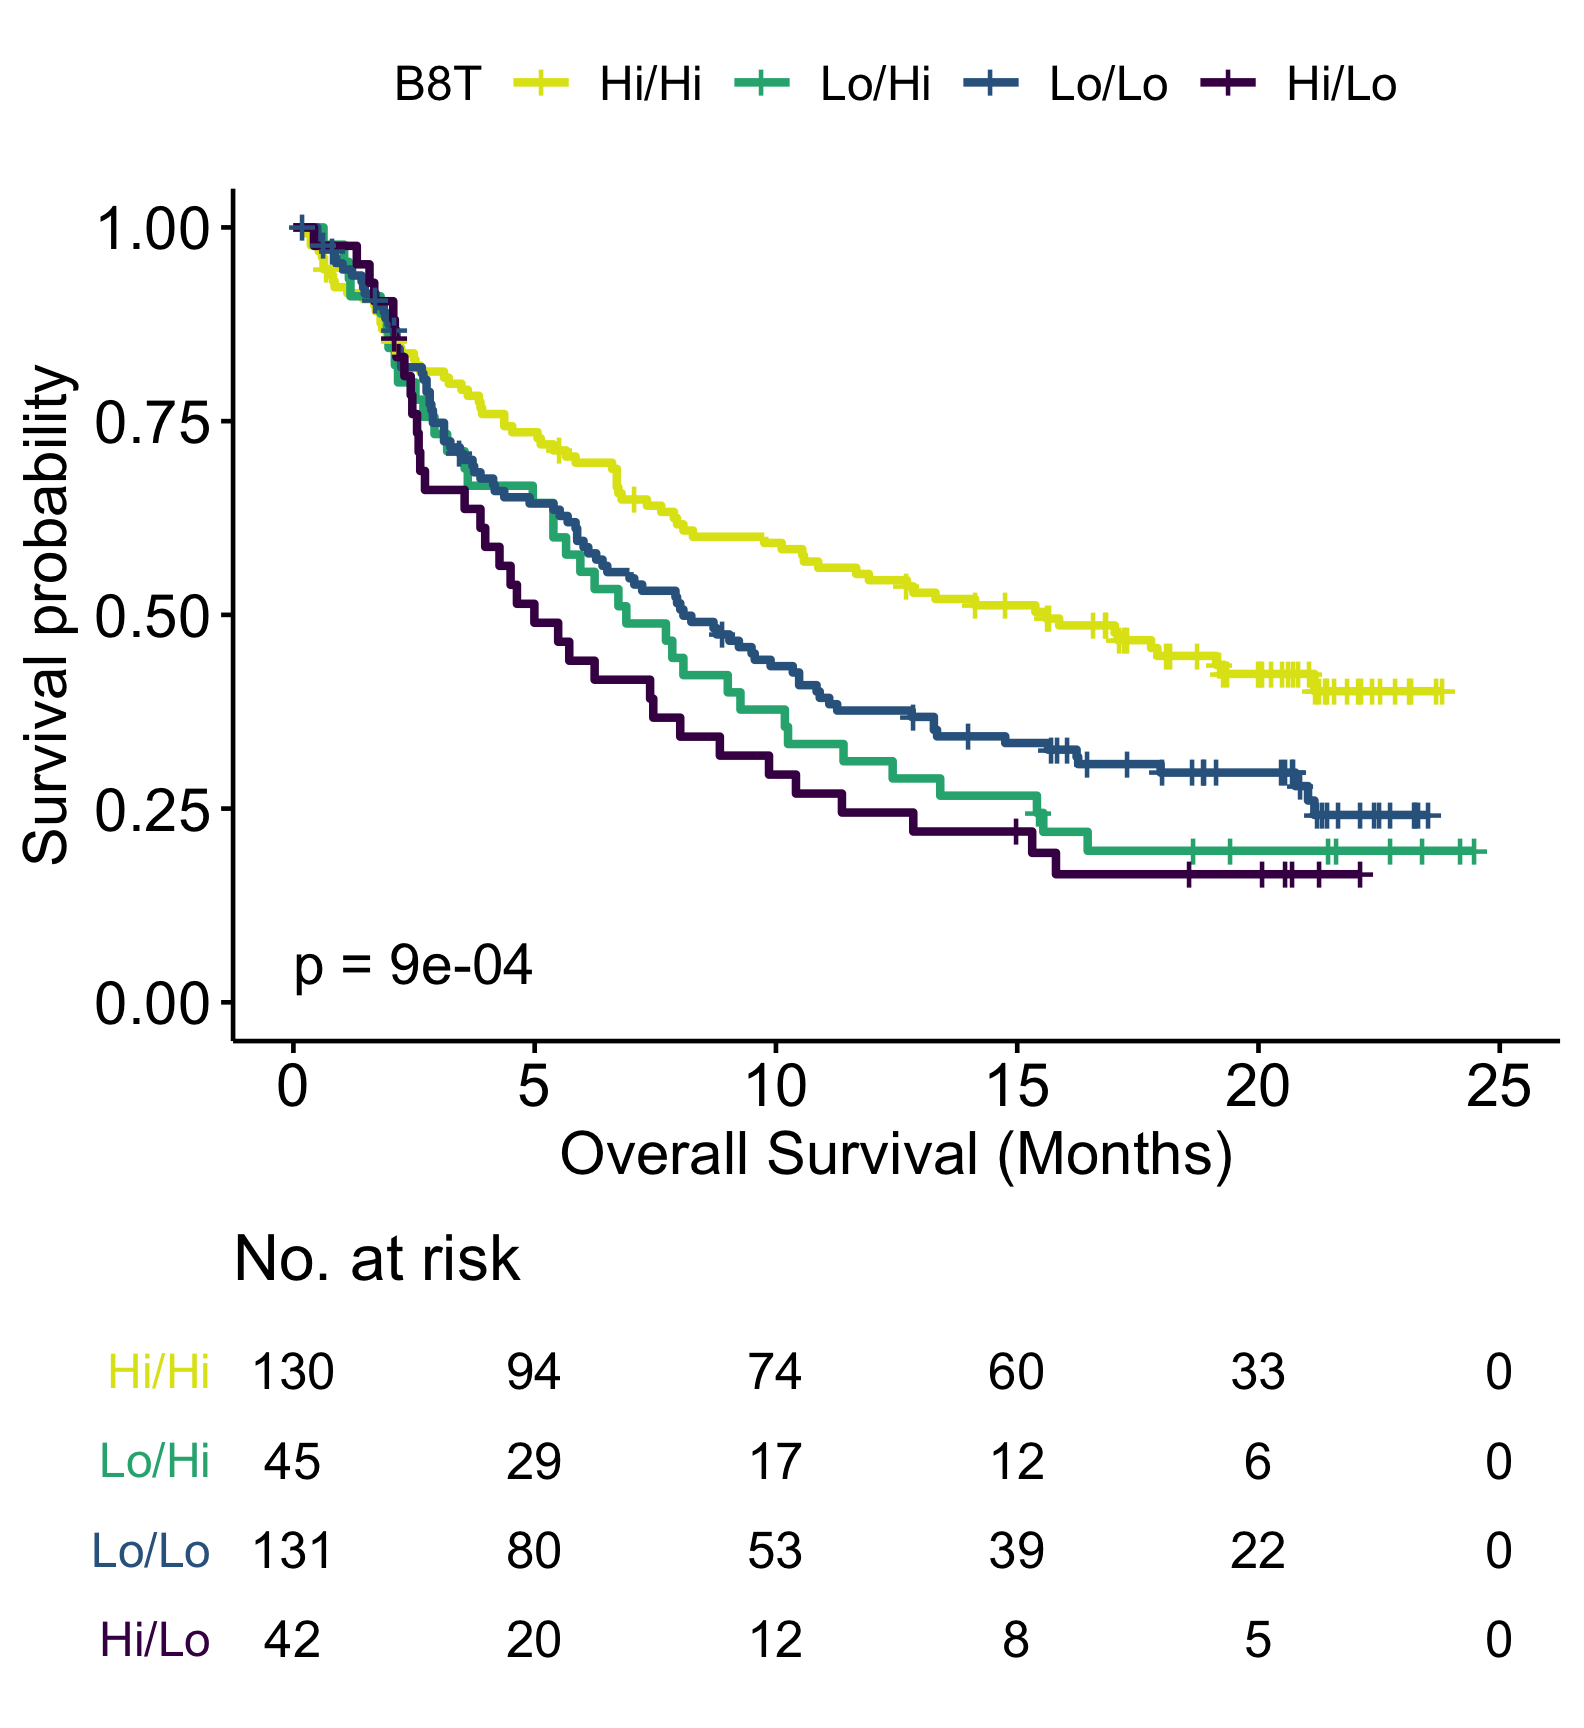 B8T Hi/Hi Lo/Hi Lo/Lo Hi/Lo
Survival probability
1.00
0.75
0.50
0.25
0.00
p = 9e-04
0 5 10 15 20 25
Overall Survival (Months)
No. at risk
Hi/Hi 130 94 74 60 33 0
Lo/Hi 45 29 17 12 6 0
Lo/Lo 131 80 53 39 22 0
Hi/Lo 42 20 12 8 5 0